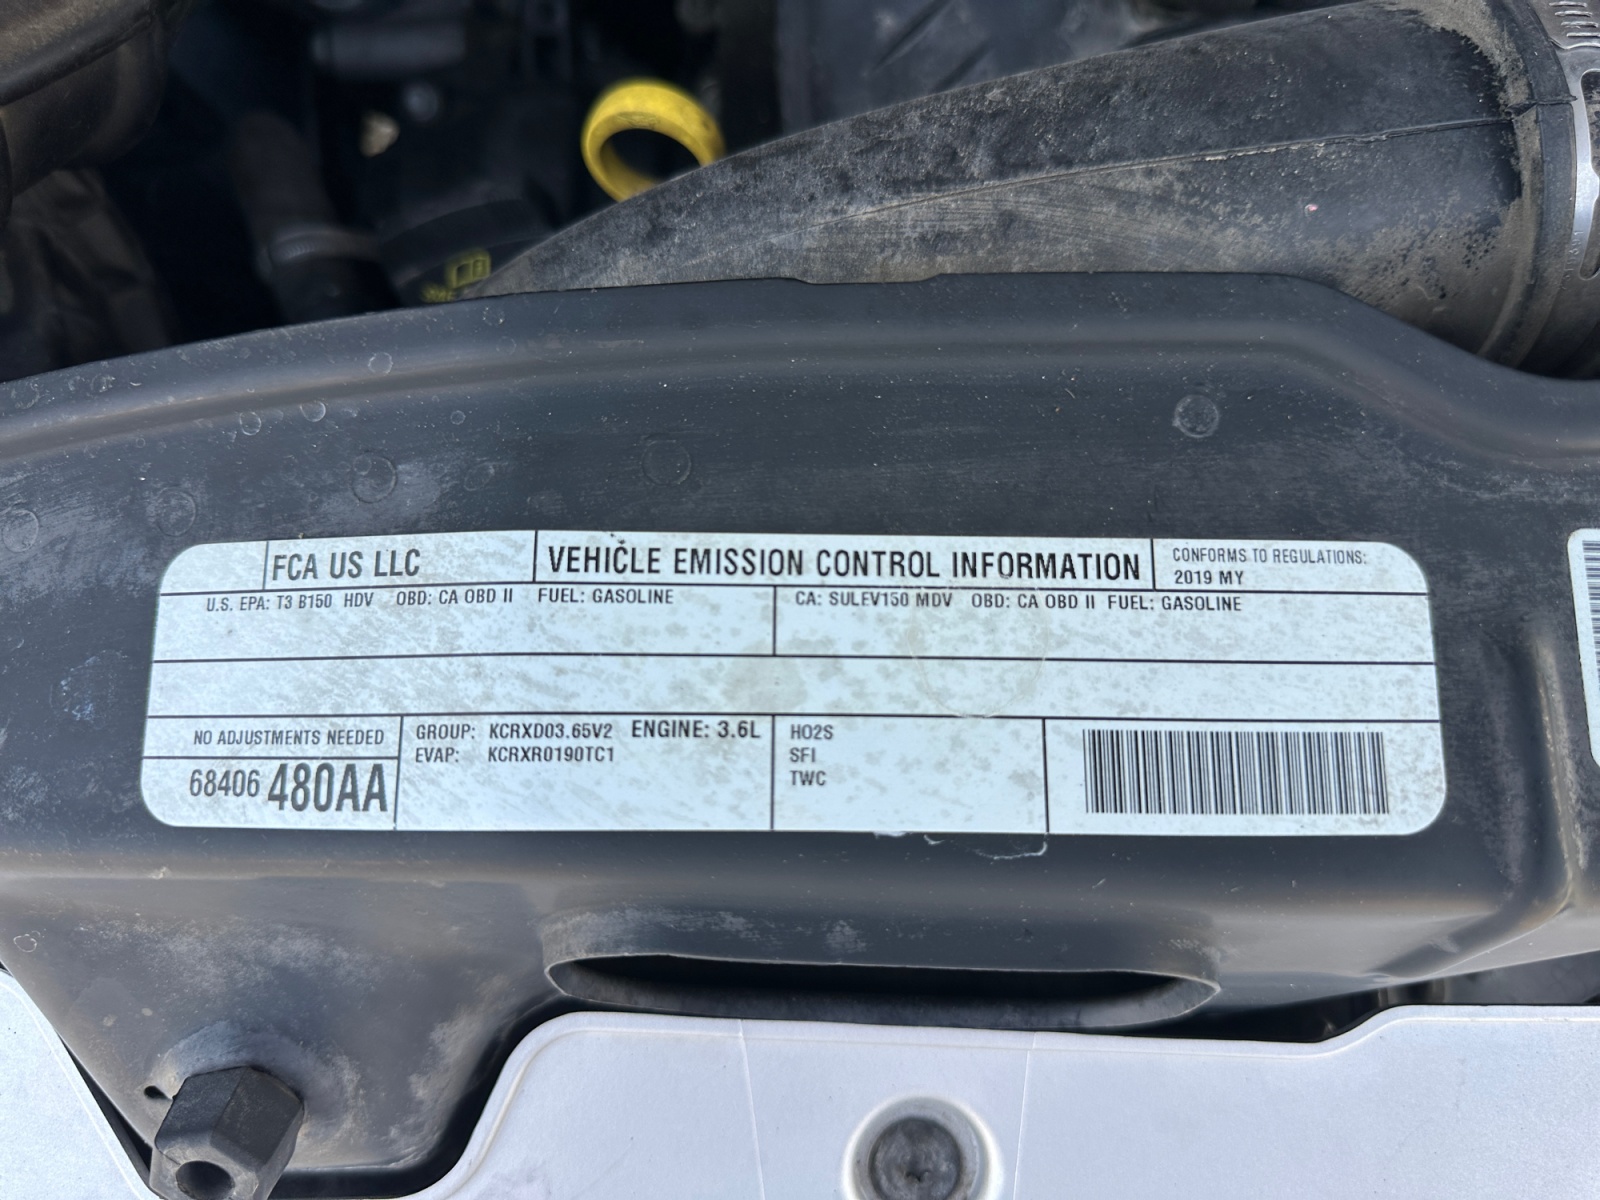 FCA US LLC
VEHICLE EMISSION CONTROL INFORMATION
CONFORMS TO REGULATIONS:
2019 MY
U.S. EPA: T3 B150 HDV OBD: CA OBD II FUEL: GASOLINE
CA: SULEV150 MDV OBD: CA OBD II FUEL: GASOLINE
NO ADJUSTMENTS NEEDED
68406480AA
GROUP: KCRXD03.65V2 ENGINE: 3.6L
EVAP: KCRXR0190TC1
HO2S
SFI
TWC